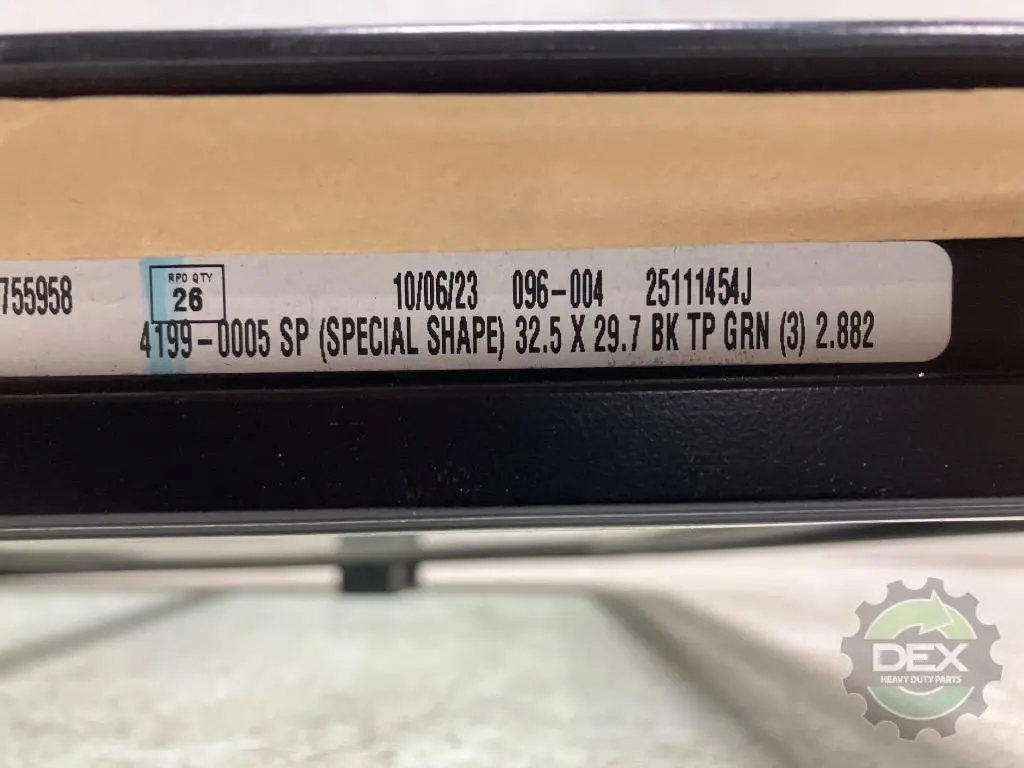 755958 RPO QTY 26 10/06/23 096-004 25111454J
4199-0005 SP (SPECIAL SHAPE) 32.5 X 29.7 BK TP GRN (3) 2.882
DEX
HEAVY DUTY PARTS